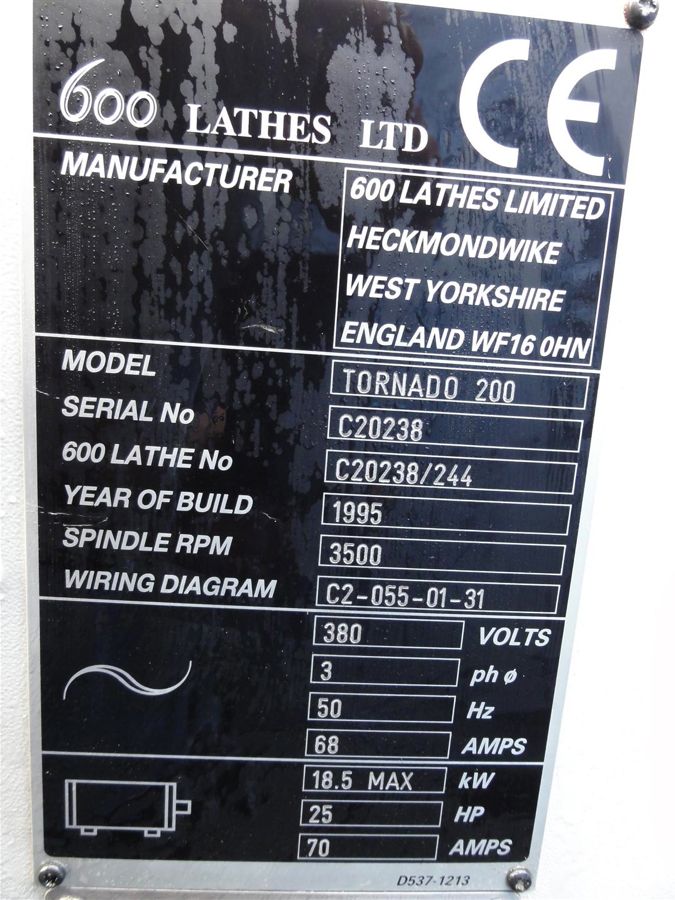 600 LATHES LTD CE
MANUFACTURER
600 LATHES LIMITED
HECKMONDWIKE
WEST YORKSHIRE
ENGLAND WF16 0HN
MODEL TORNADO 200
SERIAL No C20238
600 LATHE No C20238/244
YEAR OF BUILD 1995
SPINDLE RPM 3500
WIRING DIAGRAM C2-055-01-31
380 VOLTS
3 ph ø
50 Hz
68 AMPS
18.5 MAX kW
25 HP
70 AMPS
D537-1213